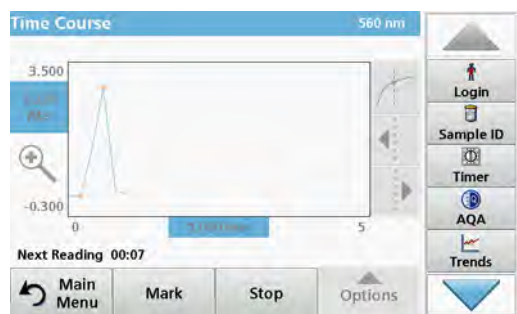 Time Course 560 nm
3.500
-0.300
0 5
Next Reading 00:07
Main Menu
Mark
Stop
Options
Login
Sample ID
Timer
AQA
Trends